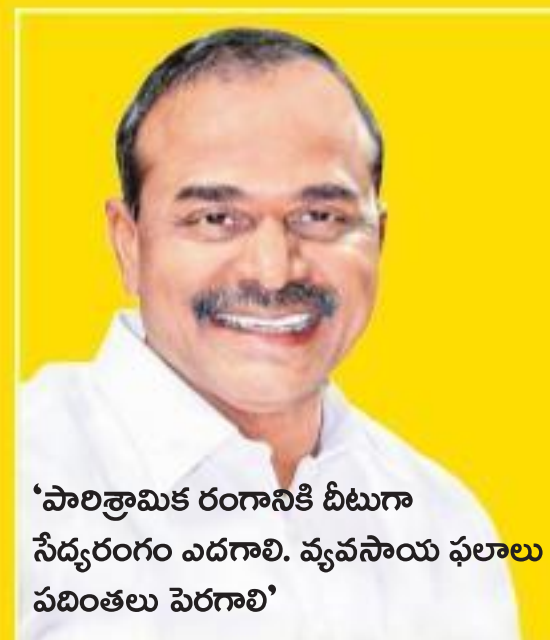 ‘పారిశ్రామిక రంగానికి దీటుగా
సేద్యరంగం ఎదగాలి. వ్యవసాయ ఫలాలు
పదింతలు పెరగాలి’